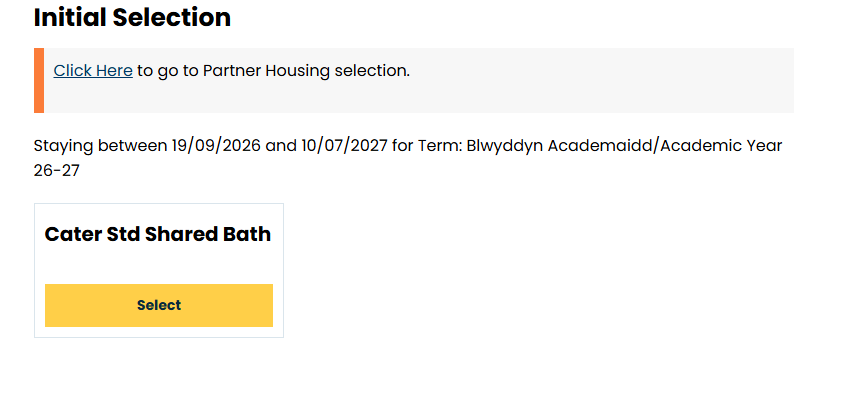 Initial Selection
Click Here to go to Partner Housing selection.
Staying between 19/09/2026 and 10/07/2027 for Term: Blwyddyn Academaidd/Academic Year
26-27
Cater Std Shared Bath
Select